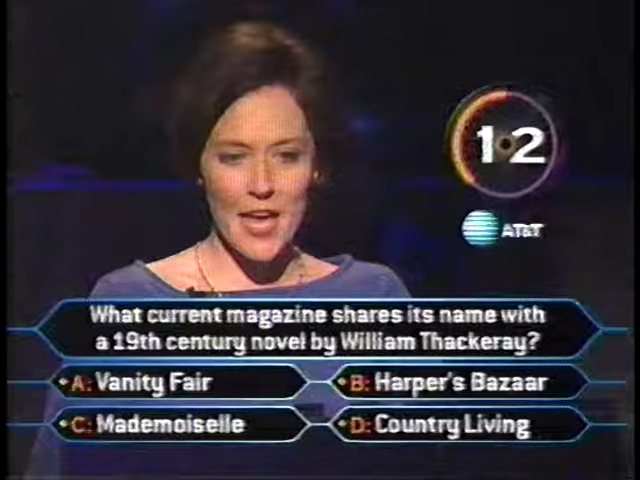 12
AT&T
What current magazine shares its name with
a 19th century novel by William Thackeray?
A: Vanity Fair
B: Harper's Bazaar
C: Mademoiselle
D: Country Living